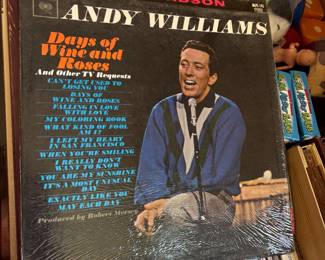 ANDY WILLIAMS
Days of
Wine and
Roses
And Other TV Requests
CAN'T GET USED TO
LOSING YOU
DAYS OF
WINE AND ROSES
FALLING IN LOVE
WITH LOVE
MY COLORING BOOK
WHAT KIND OF FOOL
AM I?
I LEFT MY HEART
IN SAN FRANCISCO
WHEN YOU'RE SMILING
I REALLY DON'T
WANT TO KNOW
YOU ARE MY SUNSHINE
IT'S A MOST UNUSUAL
DAY
EXACTLY LIKE YOU
MAY EACH DAY
Produced by Robert Mersey